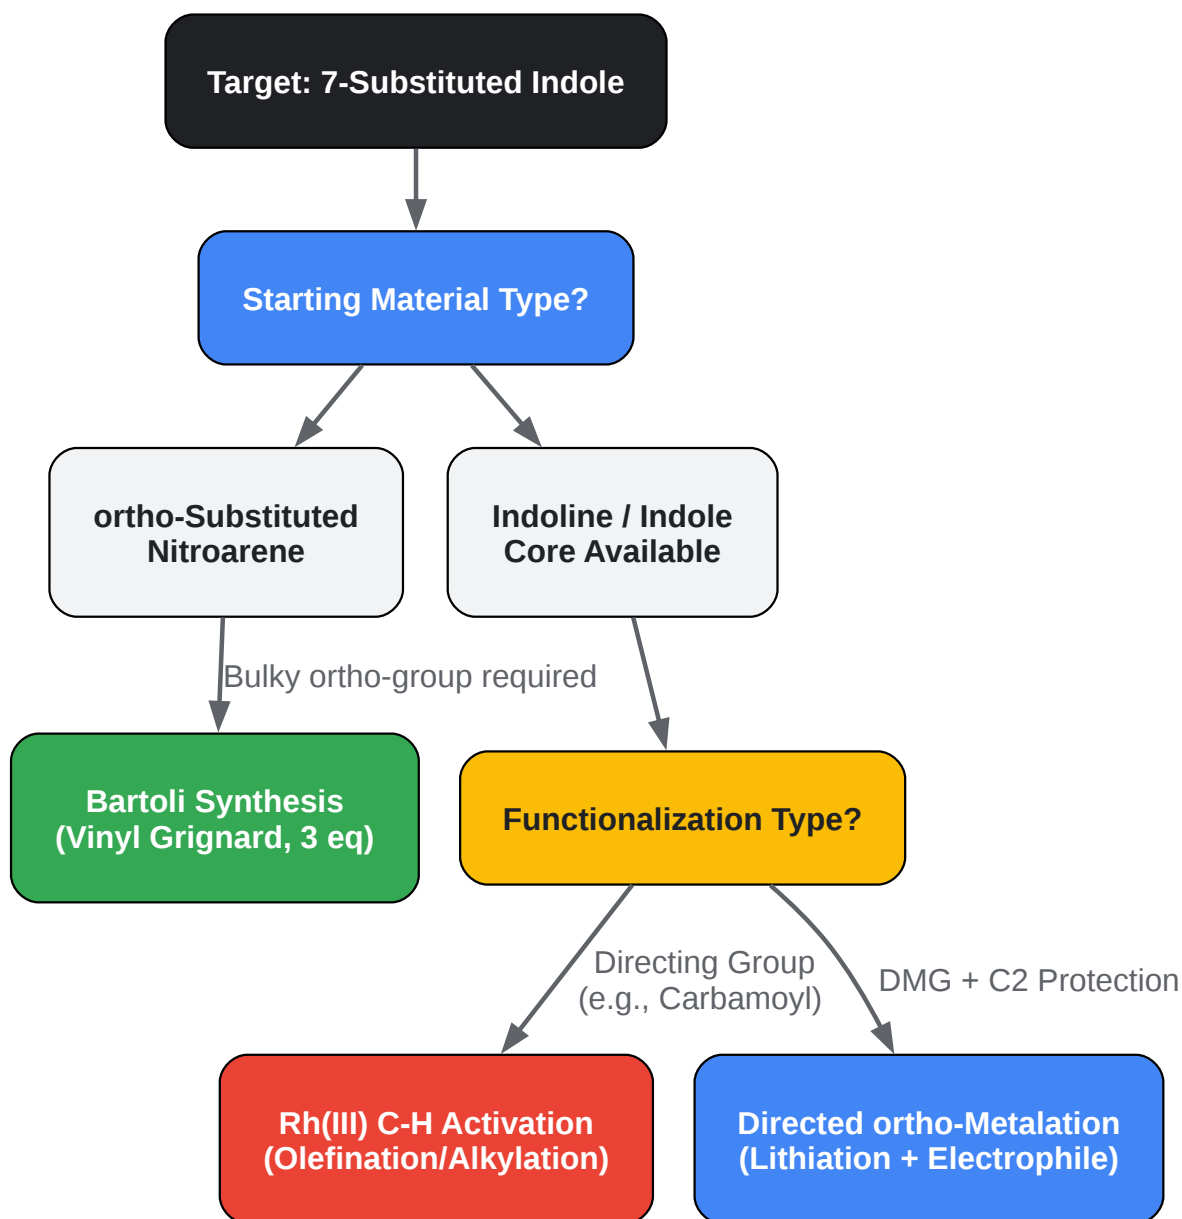 Target: 7-Substituted Indole
Starting Material Type?
ortho-Substituted
Nitroarene
Indoline / Indole
Core Available
Bulky ortho-group required
Bartoli Synthesis
(Vinyl Grignard, 3 eq)
Functionalization Type?
Directing Group
(e.g., Carbamoyl)
DMG + C2 Protection
Rh(III) C-H Activation
(Olefination/Alkylation)
Directed ortho-Metalation
(Lithiation + Electrophile)